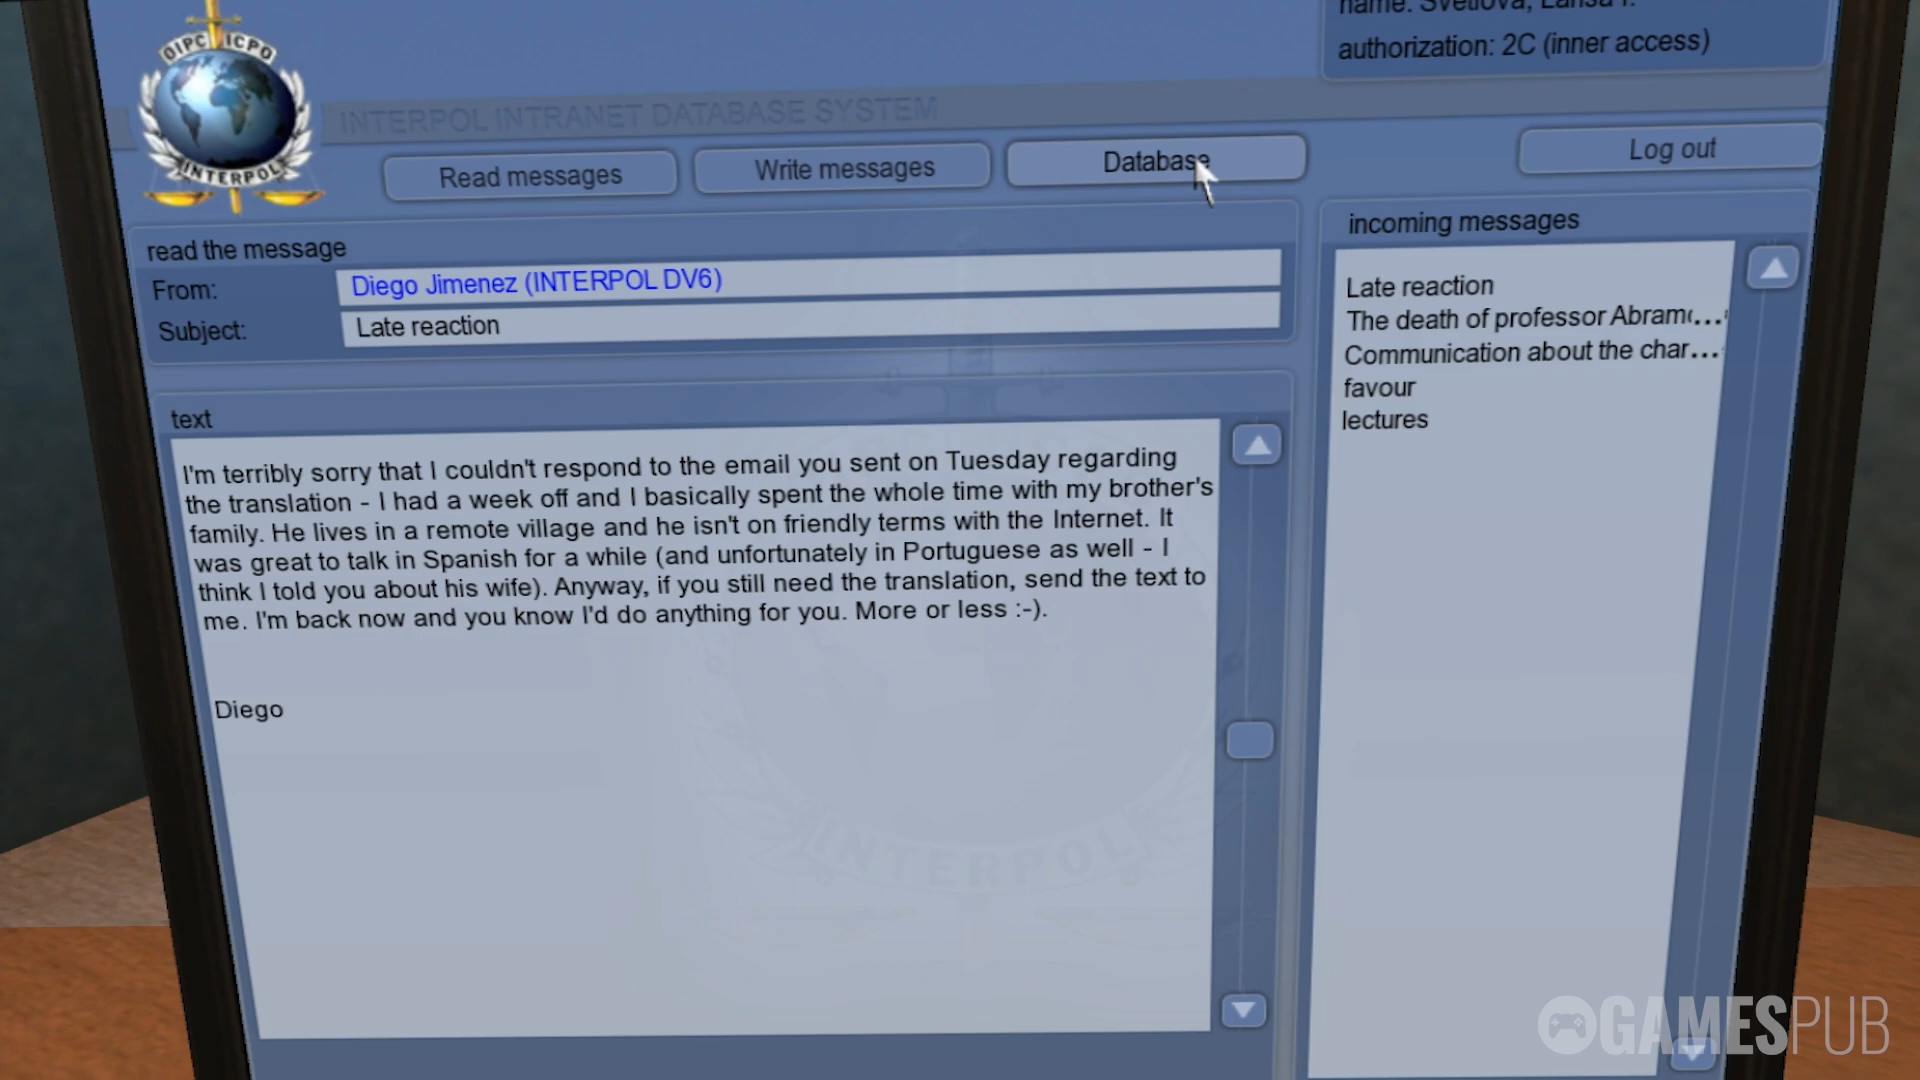 name: Svetlova, Larisa I.
authorization: 2C (inner access)
OIPC ICPO
INTERPOL
INTERPOL INTRANET DATABASE SYSTEM
Read messages
Write messages
Database
Log out
read the message
From:
Diego Jimenez (INTERPOL DV6)
Subject:
Late reaction
text
I'm terribly sorry that I couldn't respond to the email you sent on Tuesday regarding
the translation - I had a week off and I basically spent the whole time with my brother's
family. He lives in a remote village and he isn't on friendly terms with the Internet. It
was great to talk in Spanish for a while (and unfortunately in Portuguese as well - I
think I told you about his wife). Anyway, if you still need the translation, send the text to
me. I'm back now and you know I'd do anything for you. More or less :-).
Diego
INTERPOL
incoming messages
Late reaction
The death of professor Abram...
Communication about the char...
favour
lectures
GAMESPUB